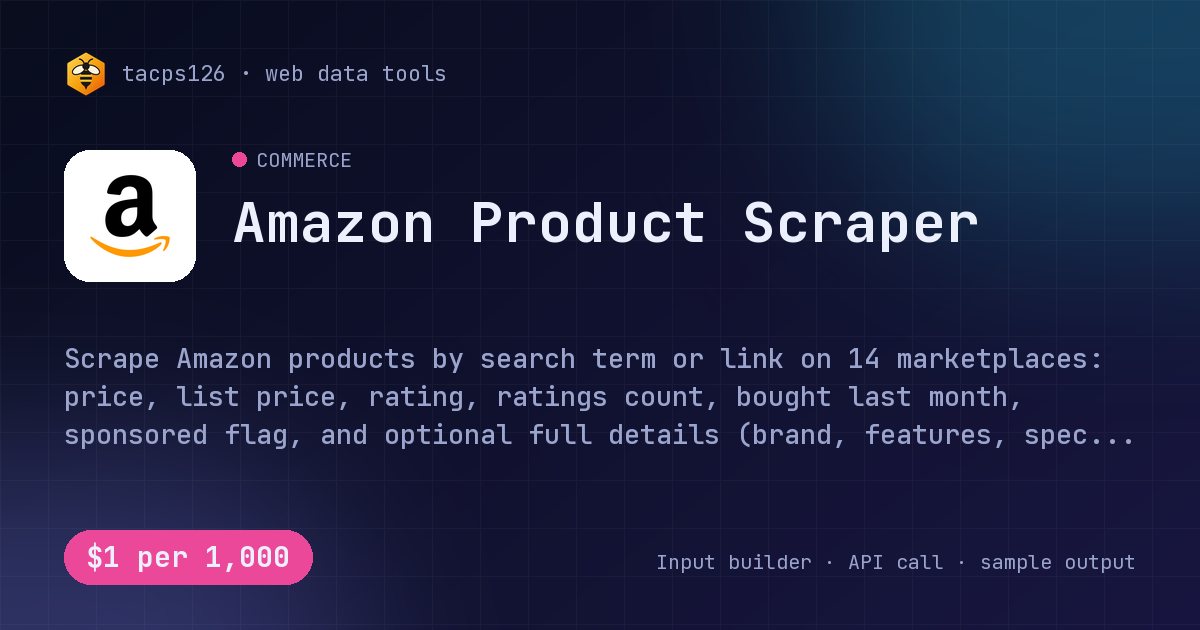 tacps126 · web data tools
COMMERCE
Amazon Product Scraper
Scrape Amazon products by search term or link on 14 marketplaces:
price, list price, rating, ratings count, bought last month,
sponsored flag, and optional full details (brand, features, spec...
$1 per 1,000
Input builder · API call · sample output